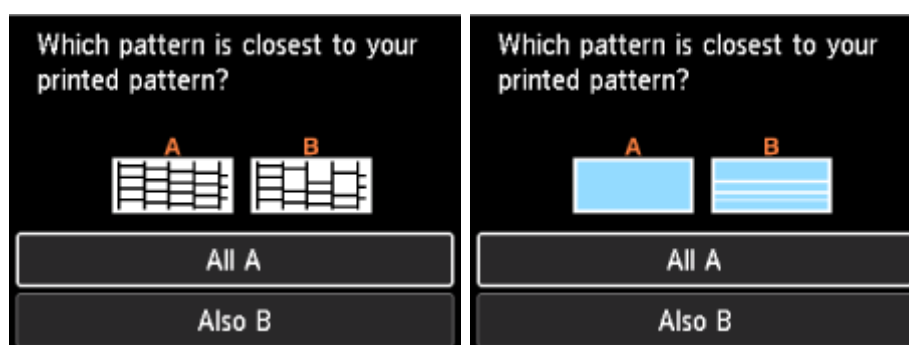 Which pattern is closest to your
printed pattern?
A B
All A
Also B
Which pattern is closest to your
printed pattern?
A B
All A
Also B